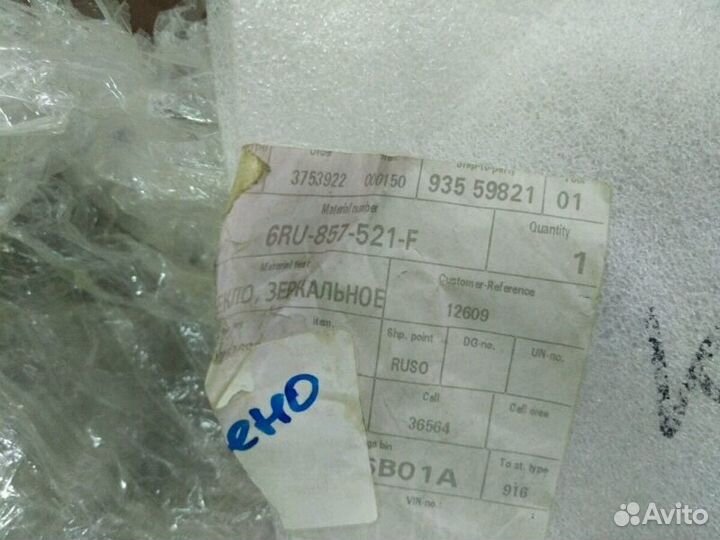 3753922 000150 935 59821 01
Material number
Quantity
6RU-857-521-F
1
Material text
Customer-Reference
ЕКЛО, ЗЕРКАЛЬНОЕ
12609
item.
Shp. point DG-no. UN-no.
RUSO
ено
Call Call area
36564
bin To st. type
B01A
916
VIN-no.:
Avito